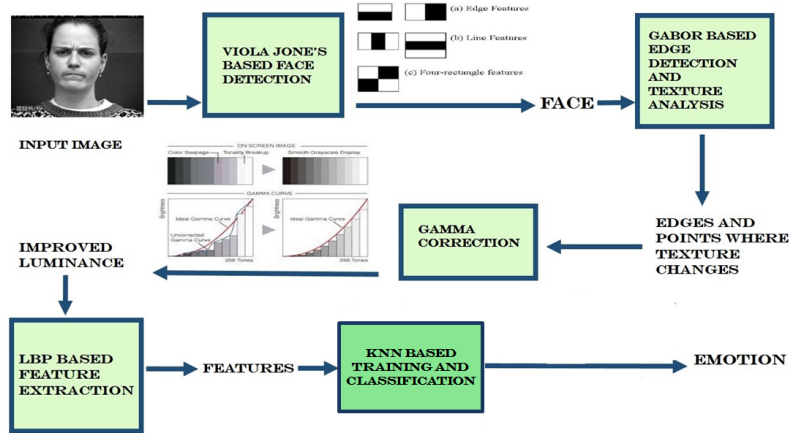 INPUT IMAGE
VIOLA JONE'S
BASED FACE
DETECTION
(a) Edge Features
(b) Line Features
(c) Four-rectangle features
FACE
GABOR BASED
EDGE
DETECTION
AND
TEXTURE
ANALYSIS
EDGES AND
POINTS WHERE
TEXTURE
CHANGES
GAMMA
CORRECTION
ON-SCREEN IMAGE
Color Seepage
Tonality Breakup
Smooth Grayscale Display
GAMMA CURVE
Brightness
Ideal Gamma Curve
Uncorrected
Gamma Curve
256 Tones
Brightness
Ideal Gamma Curve
256 Tones
IMPROVED
LUMINANCE
LBP BASED
FEATURE
EXTRACTION
FEATURES
KNN BASED
TRAINING AND
CLASSIFICATION
EMOTION